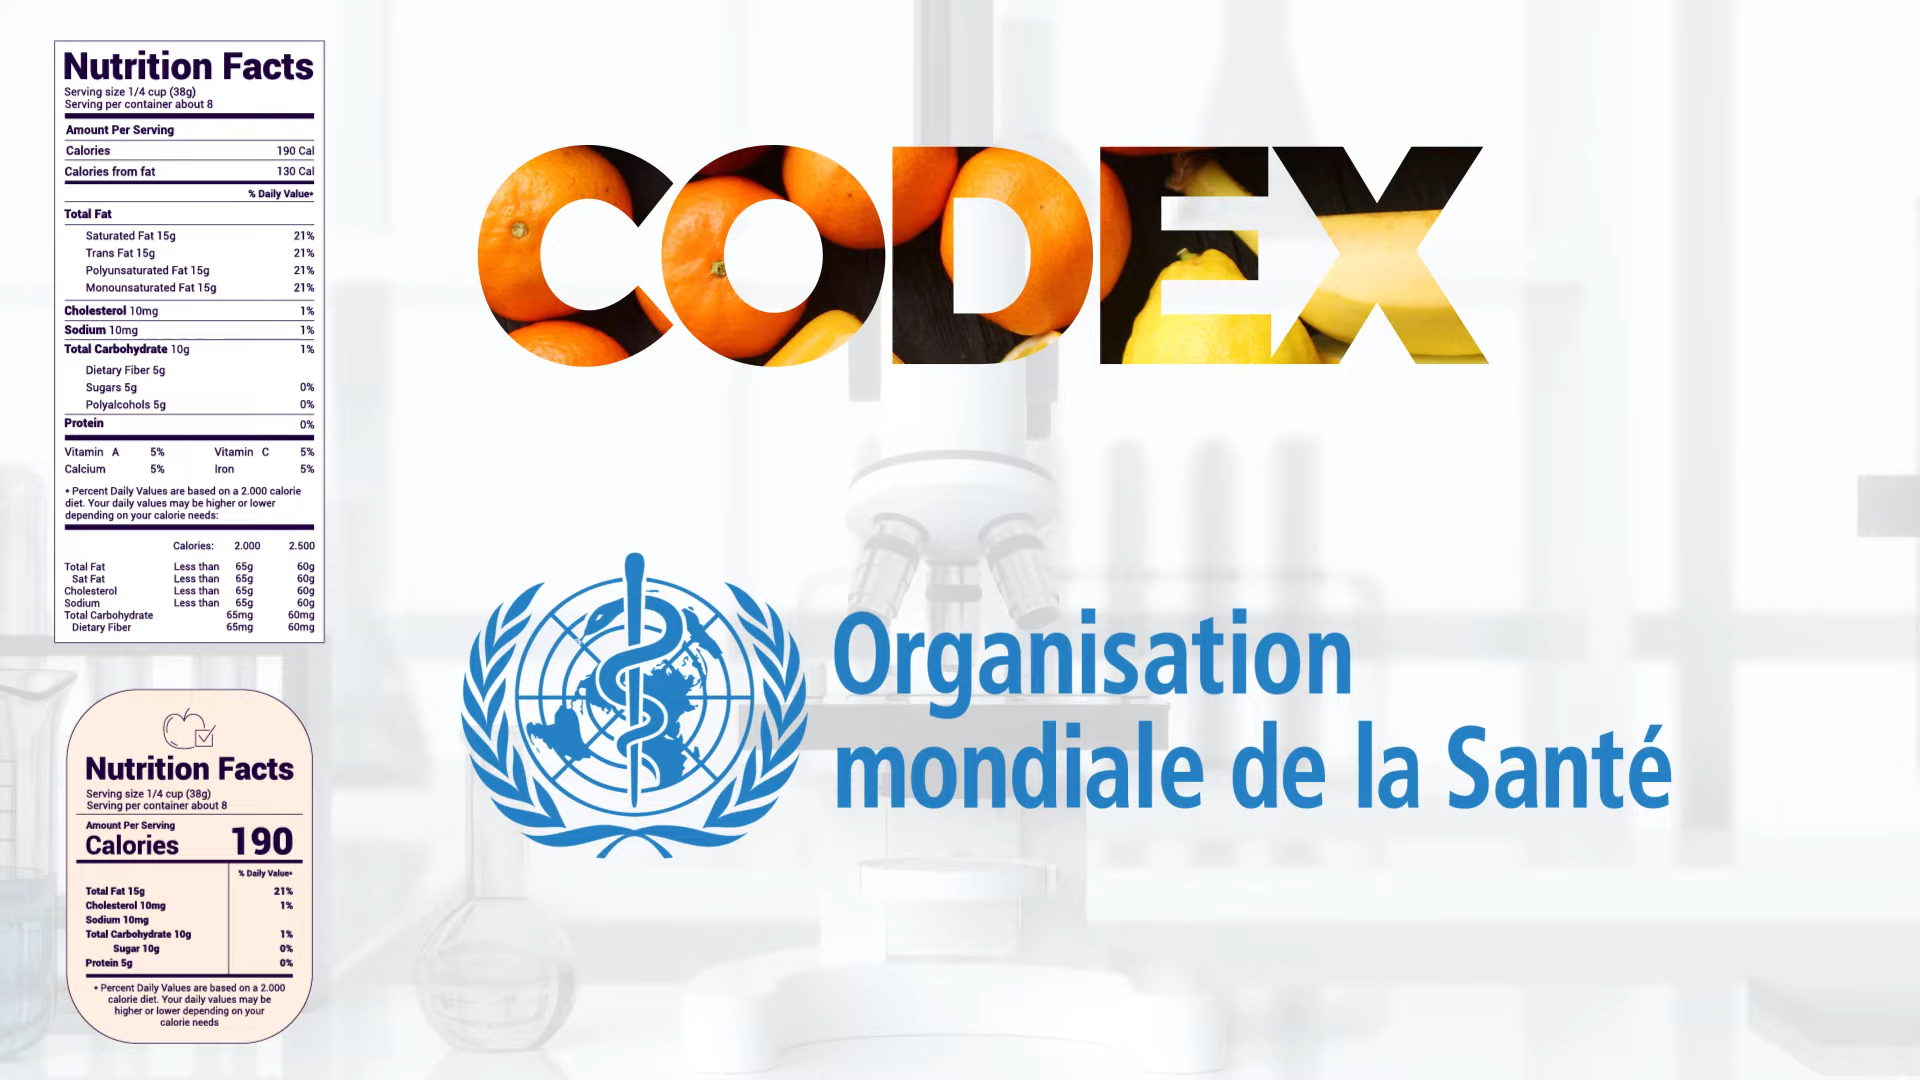 Nutrition Facts
Serving size 1/4 cup (38g)
Serving per container about 8
Amount Per Serving
Calories 190 Cal
Calories from fat 130 Cal
% Daily Value*
Total Fat
Saturated Fat 15g 21%
Trans Fat 15g 21%
Polyunsaturated Fat 15g 21%
Monounsaturated Fat 15g 21%
Cholesterol 10mg 1%
Sodium 10mg 1%
Total Carbohydrate 10g 1%
Dietary Fiber 5g
Sugars 5g 0%
Polyalcohols 5g 0%
Protein 0%
Vitamin A 5% Vitamin C 5%
Calcium 5% Iron 5%
* Percent Daily Values are based on a 2.000 calorie
diet. Your daily values may be higher or lower
depending on your calorie needs:
Calories: 2.000 2.500
Total Fat Less than 65g 60g
Sat Fat Less than 65g 60g
Cholesterol Less than 65g 60g
Sodium Less than 65g 60g
Total Carbohydrate 65mg 60mg
Dietary Fiber 65mg 60mg
Nutrition Facts
Serving size 1/4 cup (38g)
Serving per container about 8
Amount Per Serving
Calories 190
% Daily Value*
Total Fat 15g 21%
Cholesterol 10mg 1%
Sodium 10mg
Total Carbohydrate 10g 1%
Sugar 10g 0%
Protein 5g 0%
* Percent Daily Values are based on a 2.000
calorie diet. Your daily values may be
higher or lower depending on your
calorie needs
CODEX
Organisation
mondiale de la Santé